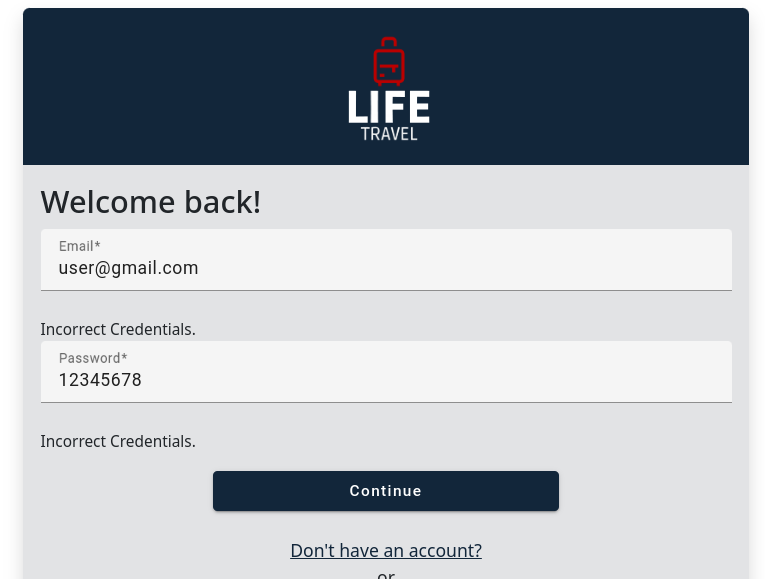 LIFE
TRAVEL
Welcome back!
Email*
user@gmail.com
Incorrect Credentials.
Password*
12345678
Incorrect Credentials.
Continue
Don't have an account?
or